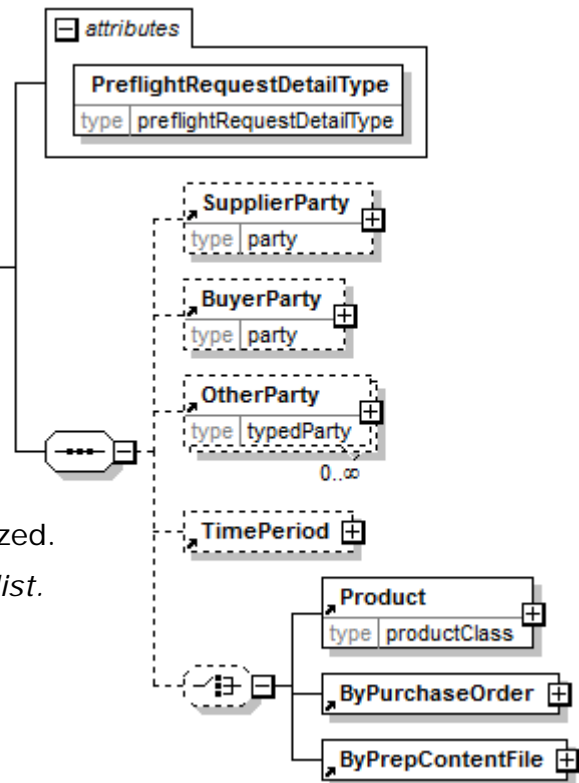 attributes
PreflightRequestDetailType
type preflightRequestDetailType
SupplierParty
type party
BuyerParty
type party
OtherParty
type typedParty
0..∞
zed.
TimePeriod
list.
Product
type productClass
ByPurchaseOrder
ByPrepContentFile